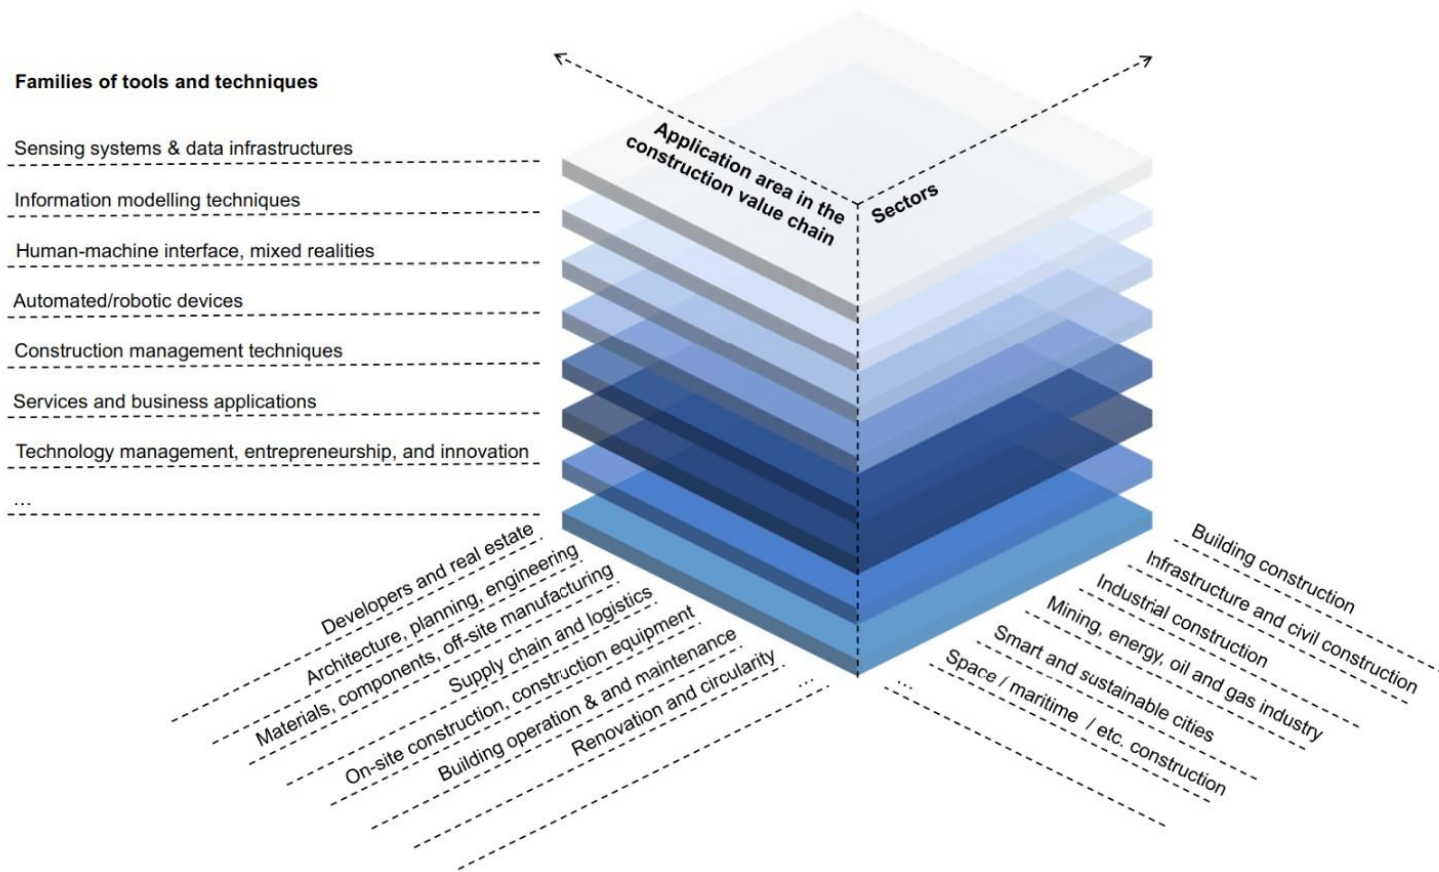 Families of tools and techniques
Sensing systems & data infrastructures
Information modelling techniques
Human-machine interface, mixed realities
Automated/robotic devices
Construction management techniques
Services and business applications
Technology management, entrepreneurship, and innovation
...
Application area in the
construction value chain
Sectors
Developers and real estate
Architecture, planning, engineering
Materials, components, off-site manufacturing
Supply chain and logistics
On-site construction, construction equipment
Building operation & and maintenance
Renovation and circularity
...
Building construction
Infrastructure and civil construction
Industrial construction
Mining, energy, oil and gas industry
Smart and sustainable cities
Space / maritime / etc. construction
...